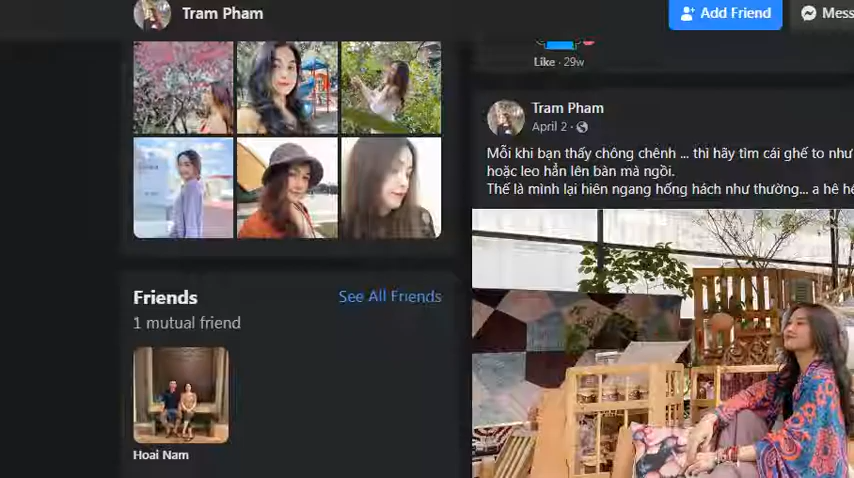 Tram Pham
Add Friend
Like · 29w
Tram Pham
April 2 ·
Mỗi khi bạn thấy chông chênh ... thì hãy tìm cái ghế to như
hoặc leo hẳn lên bàn mà ngồi.
Thế là mình lại hiên ngang hống hách như thường... a hê
Friends
See All Friends
1 mutual friend
Hoai Nam